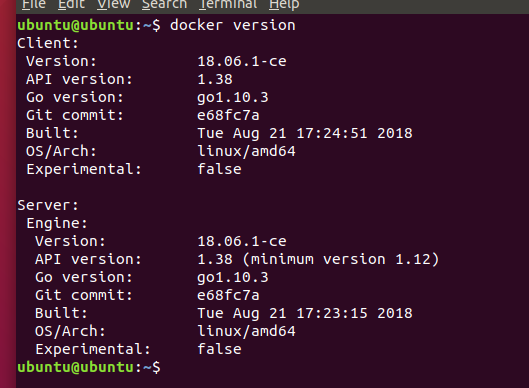 File Edit View Search Terminal Help
ubuntu@ubuntu:~$ docker version
Client:
 Version:           18.06.1-ce
 API version:       1.38
 Go version:        go1.10.3
 Git commit:        e68fc7a
 Built:             Tue Aug 21 17:24:51 2018
 OS/Arch:           linux/amd64
 Experimental:      false

Server:
 Engine:
  Version:          18.06.1-ce
  API version:      1.38 (minimum version 1.12)
  Go version:       go1.10.3
  Git commit:       e68fc7a
  Built:            Tue Aug 21 17:23:15 2018
  OS/Arch:          linux/amd64
  Experimental:     false
ubuntu@ubuntu:~$